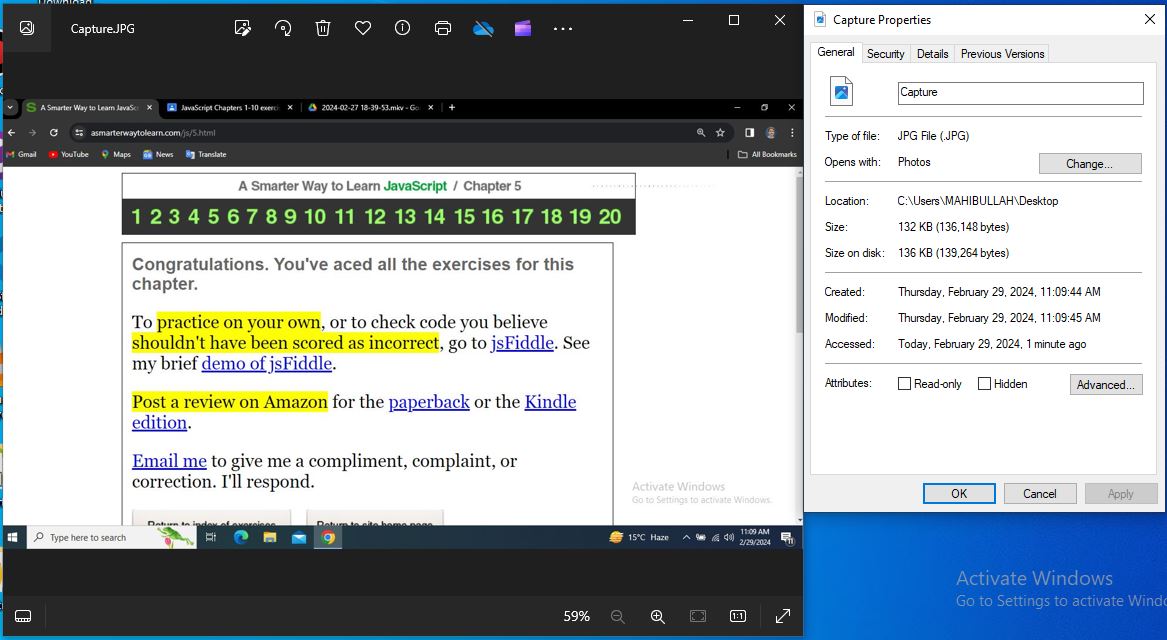 Capture.JPG
A Smarter Way to Learn JavaSc
JavaScript Chapters 1-10 exerci
2024-02-27 18-39-53.mkv - Go
asmarterwaytolearn.com/js/5.html
Gmail YouTube Maps News Translate All Bookmarks
A Smarter Way to Learn JavaScript / Chapter 5
1 2 3 4 5 6 7 8 9 10 11 12 13 14 15 16 17 18 19 20
Congratulations. You've aced all the exercises for this
chapter.
To practice on your own, or to check code you believe
shouldn't have been scored as incorrect, go to jsFiddle. See
my brief demo of jsFiddle.
Post a review on Amazon for the paperback or the Kindle
edition.
Email me to give me a compliment, complaint, or
correction. I'll respond.
Return to index of exercises Return to site home page
Activate Windows
Go to Settings to activate Windows.
Type here to search
15°C Haze
11:09 AM
2/29/2024
59%
1:1
Capture Properties
General Security Details Previous Versions
Capture
Type of file: JPG File (.JPG)
Opens with: Photos Change...
Location: C:\Users\MAHIBULLAH\Desktop
Size: 132 KB (136,148 bytes)
Size on disk: 136 KB (139,264 bytes)
Created: Thursday, February 29, 2024, 11:09:44 AM
Modified: Thursday, February 29, 2024, 11:09:45 AM
Accessed: Today, February 29, 2024, 1 minute ago
Attributes: Read-only Hidden Advanced...
OK Cancel Apply
Activate Windows
Go to Settings to activate Windo